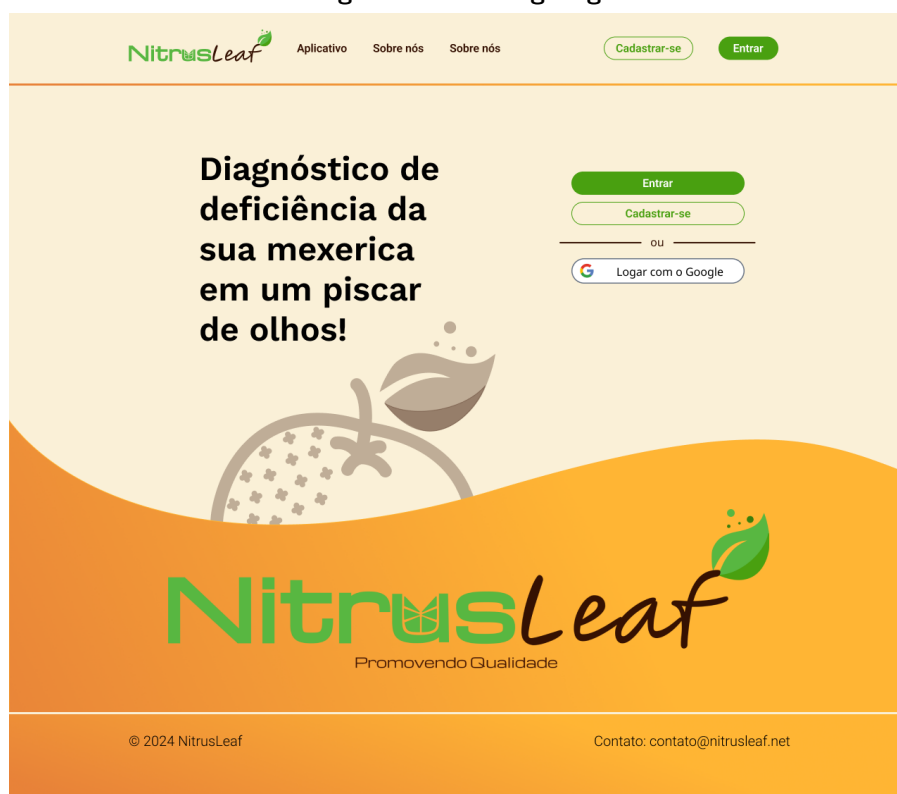 NitrusLeaf Aplicativo Sobre nós Sobre nós Cadastrar-se Entrar
Diagnóstico de
deficiência da
sua mexerica
em um piscar
de olhos!
Entrar
Cadastrar-se
ou
Logar com o Google
NitrusLeaf
Promovendo Qualidade
© 2024 NitrusLeaf Contato: contato@nitrusleaf.net